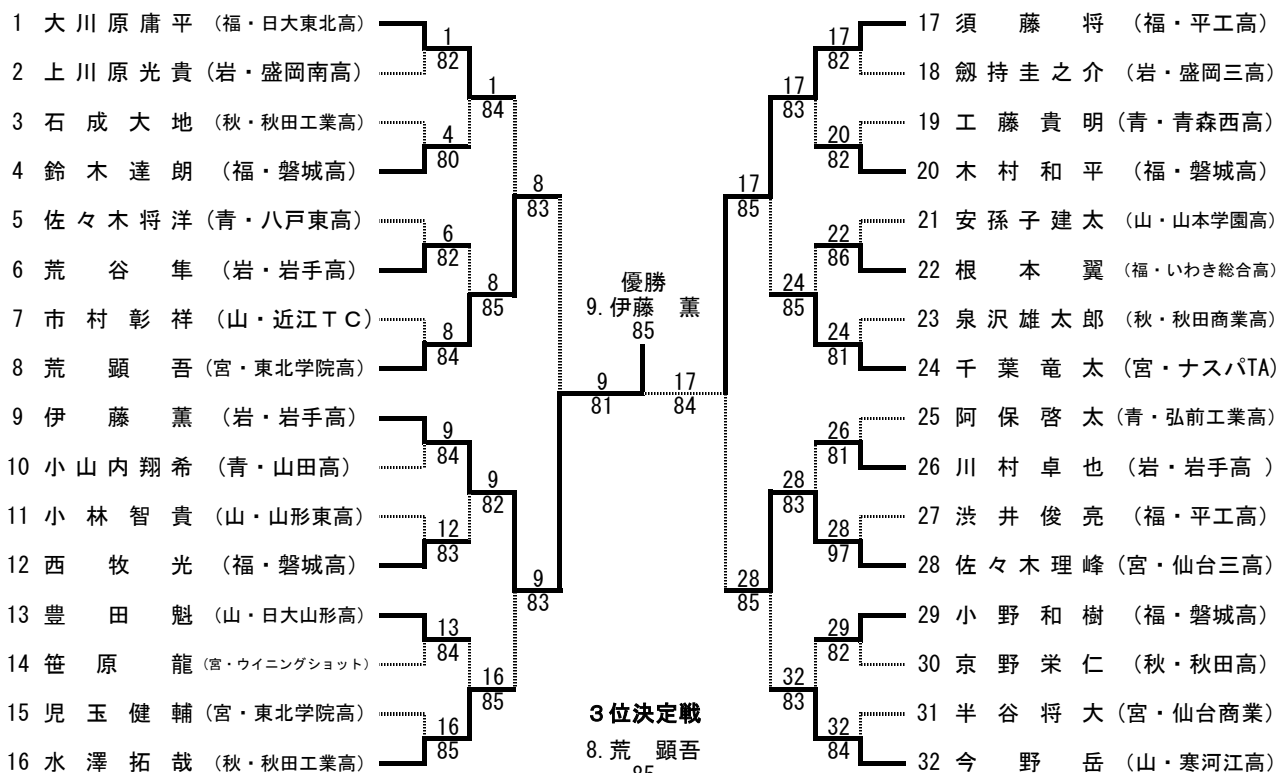 1 大川原庸平 （福・日大東北高）
2 上川原光貴（岩・盛岡南高）
3 石成大地 （秋・秋田工業高）
4 鈴木達朗 （福・磐城高）
5 佐々木将洋（青・八戸東高）
6 荒谷隼 （岩・岩手高）
7 市村彰祥 （山・近江ＴＣ）
8 荒顕吾（宮・東北学院高）
9 伊藤薫 （岩・岩手高）
10 小山内翔希（青・山田高）
11 小林智貴 （山・山形東高）
12 西牧光 （福・磐城高）
13 豊田魁 （山・日大山形高）
14 笹原龍（宮・ウイニングショット）
15 児玉健輔（宮・東北学院高）
16 水澤拓哉（秋・秋田工業高）
1
82
4
80
6
82
8
84
9
84
12
83
13
84
16
85
1
84
8
85
9
82
16
85
8
83
9
83
9
81
優勝
9. 伊藤 薫
85
17
84
17
85
28
85
17
83
24
85
28
83
32
83
17
82
20
82
22
86
24
81
26
81
28
97
29
82
32
84
17 須藤将 （福・平工高）
18 劔持圭之介 （岩・盛岡三高）
19 工藤貴明（青・青森西高）
20 木村和平 （福・磐城高）
21 安孫子建太 （山・山本学園高）
22 根本翼 （福・いわき総合高）
23 泉沢雄太郎 （秋・秋田商業高）
24 千葉竜太（宮・ナスパTA）
25 阿保啓太（青・弘前工業高）
26 川村卓也 （岩・岩手高 ）
27 渋井俊亮 （福・平工高）
28 佐々木理峰（宮・仙台三高）
29 小野和樹 （福・磐城高）
30 京野栄仁 （秋・秋田高）
31 半谷将大（宮・仙台商業）
32 今野岳（山・寒河江高）
３位決定戦
8. 荒 顕吾